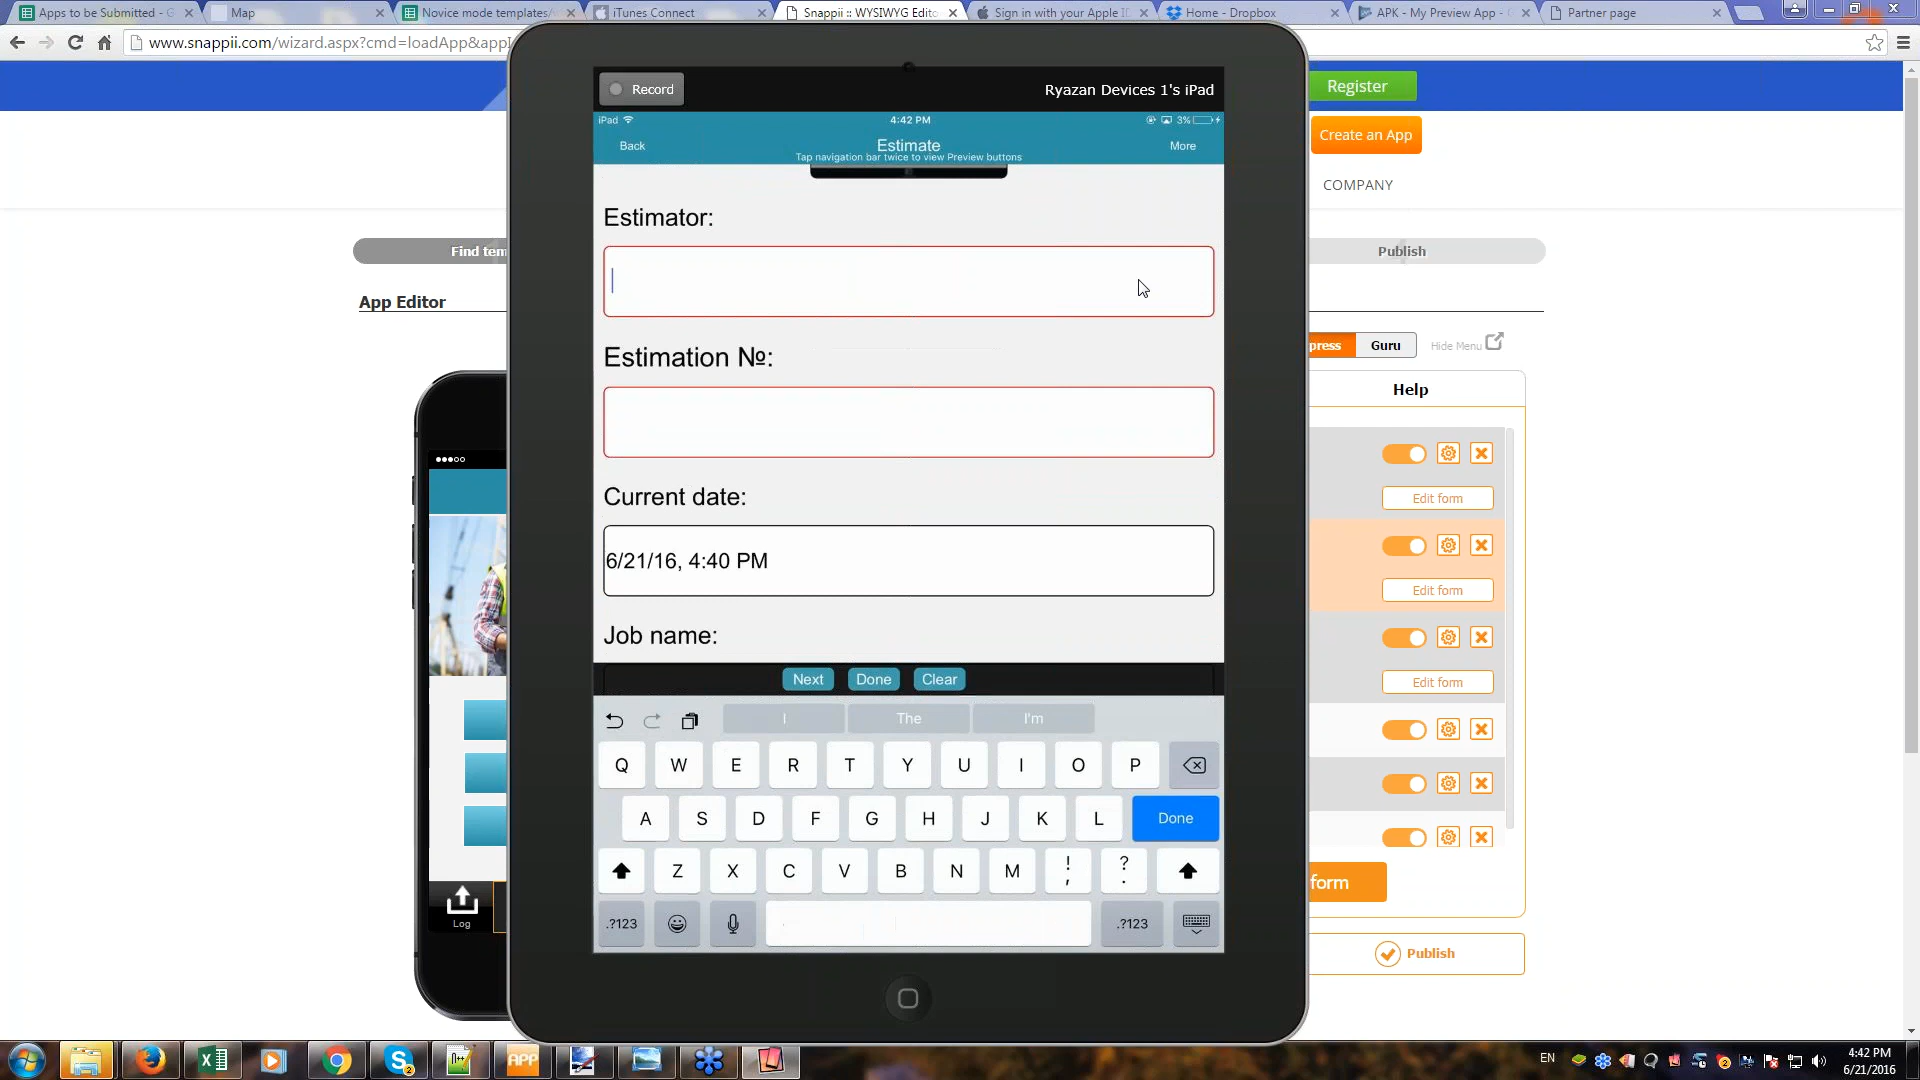 Apps to be Submitted - G
Map
Novice mode templates/
iTunes Connect
Snappii :: WYSIWYG Edito
Sign in with your Apple ID
Home - Dropbox
APK - My Preview App - G
Partner page
www.snappii.com/wizard.aspx?cmd=loadApp&appI
Record
Ryazan Devices 1's iPad
Register
iPad
4:42 PM
3%
Back
Estimate
More
Tap navigation bar twice to view Preview buttons
Create an App
COMPANY
Estimator:
Find tem
Publish
App Editor
Estimation №:
press
Guru
Hide Menu
Help
Current date:
Edit form
6/21/16, 4:40 PM
Edit form
Job name:
Edit form
Next
Done
Clear
I
The
I'm
Q W E R T Y U I O P
A S D F G H J K L Done
Z X C V B N M ! , ? .
.?123
.?123
form
Log
Publish
APP
2
EN
4:42 PM
6/21/2016